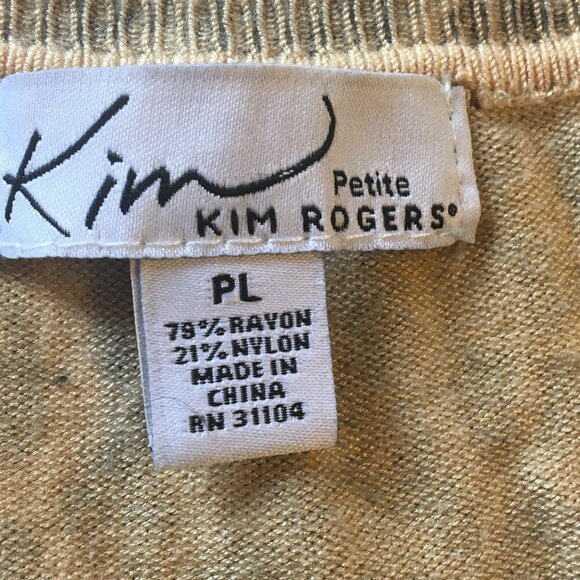 Kim
Petite
KIM ROGERS®
PL
79% RAYON
21% NYLON
MADE IN
CHINA
RN 31104